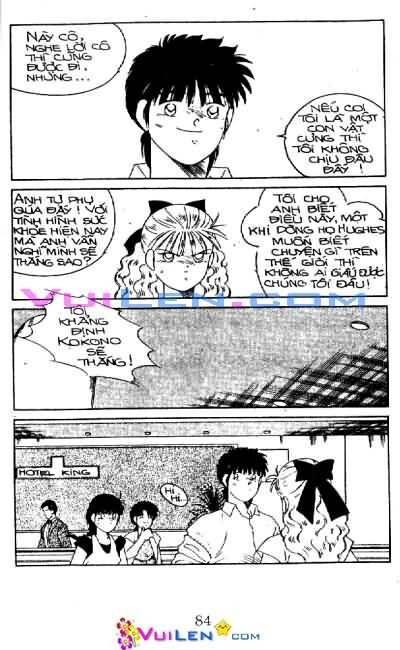 NÀY CÔ,
NGHE LỜI CÔ
THÌ CŨNG
ĐƯỢC ĐI,
NHƯNG...
NẾU COI
TÔI LÀ MỘT
CON VẬT
CƯNG THÌ
TÔI KHÔNG
CHỊU ĐÂU
ĐẤY!
ANH TỰ PHỤ
QUÁ ĐẤY! VỚI
TÌNH HÌNH SỨC
KHỎE HIỆN NAY
MÀ ANH VẪN
NGHĨ MÌNH SẼ
THẮNG SAO?
TÔI CHO
ANH BIẾT
ĐIỀU NÀY, MỘT
KHI DÒNG HỌ HUGHES
MUỐN BIẾT
CHUYỆN GÌ TRÊN
THẾ GIỚI THÌ
KHÔNG AI GIẤU ĐƯỢC
CHÚNG TÔI ĐÂU!
VUILEN.COM
TÔI
KHẲNG
ĐỊNH
KOKONO
SẼ
THẮNG!
HOTEL KING
HI,
HI,
84
VUILEN.COM